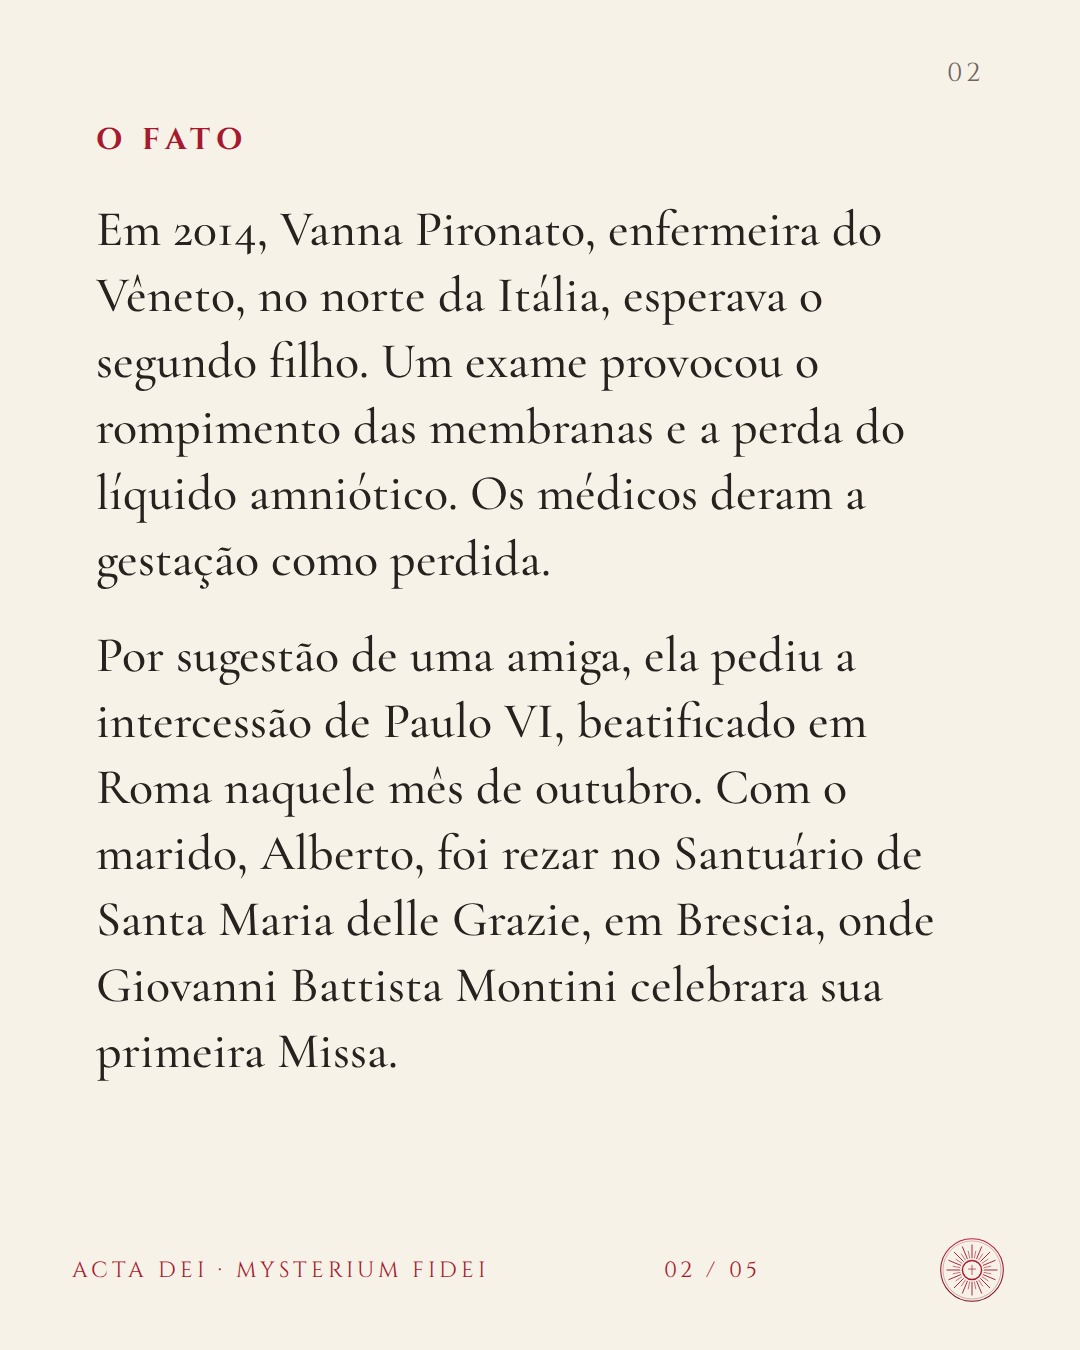 02
O FATO
Em 2014, Vanna Pironato, enfermeira do
Vêneto, no norte da Itália, esperava o
segundo filho. Um exame provocou o
rompimento das membranas e a perda do
líquido amniótico. Os médicos deram a
gestação como perdida.
Por sugestão de uma amiga, ela pediu a
intercessão de Paulo VI, beatificado em
Roma naquele mês de outubro. Com o
marido, Alberto, foi rezar no Santuário de
Santa Maria delle Grazie, em Brescia, onde
Giovanni Battista Montini celebrara sua
primeira Missa.
ACTA DEI · MYSTERIUM FIDEI
02 / 05